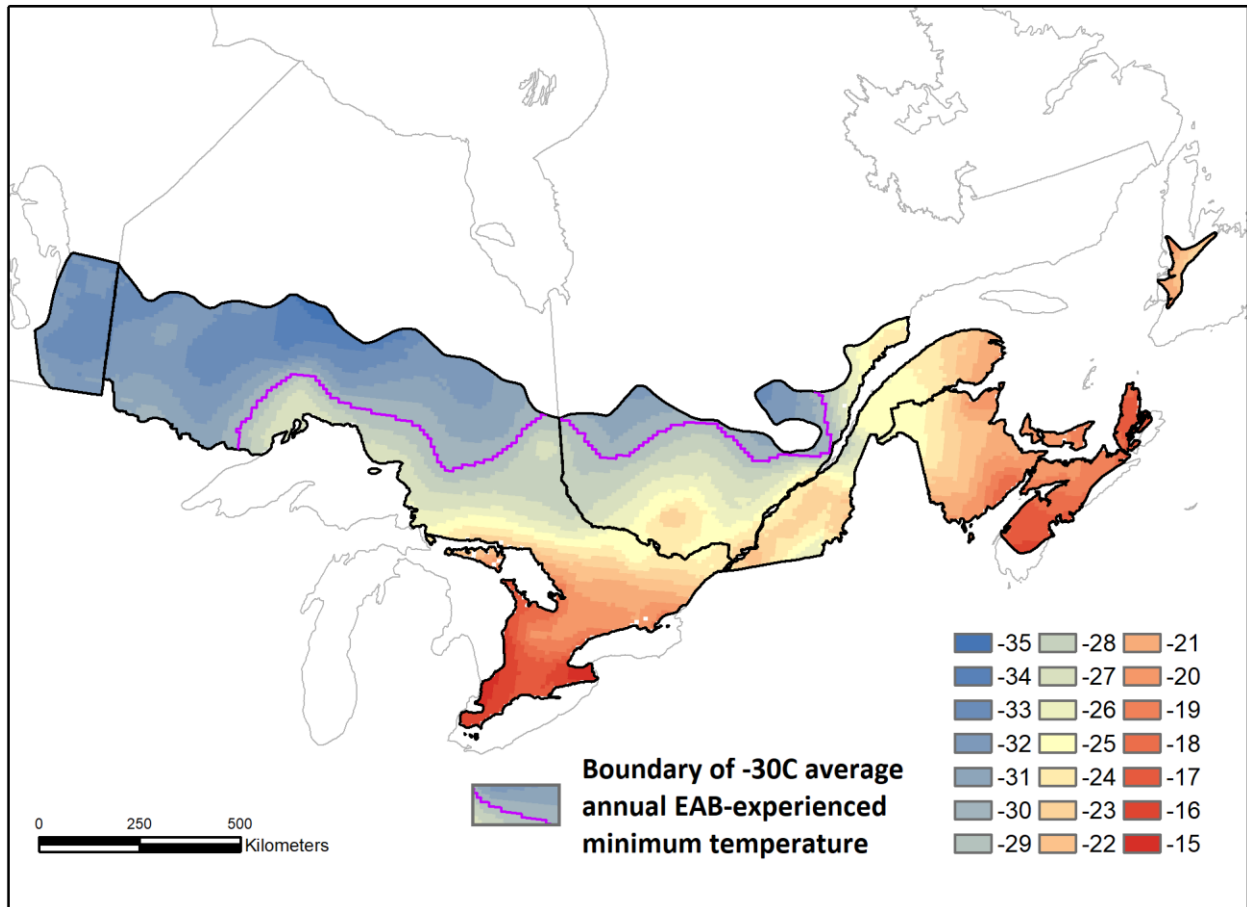 -35 -28 -21
-34 -27 -20
-33 -26 -19
-32 -25 -18
-31 -24 -17
-30 -23 -16
-29 -22 -15
Boundary of -30C average
annual EAB-experienced
minimum temperature
0 250 500
Kilometers